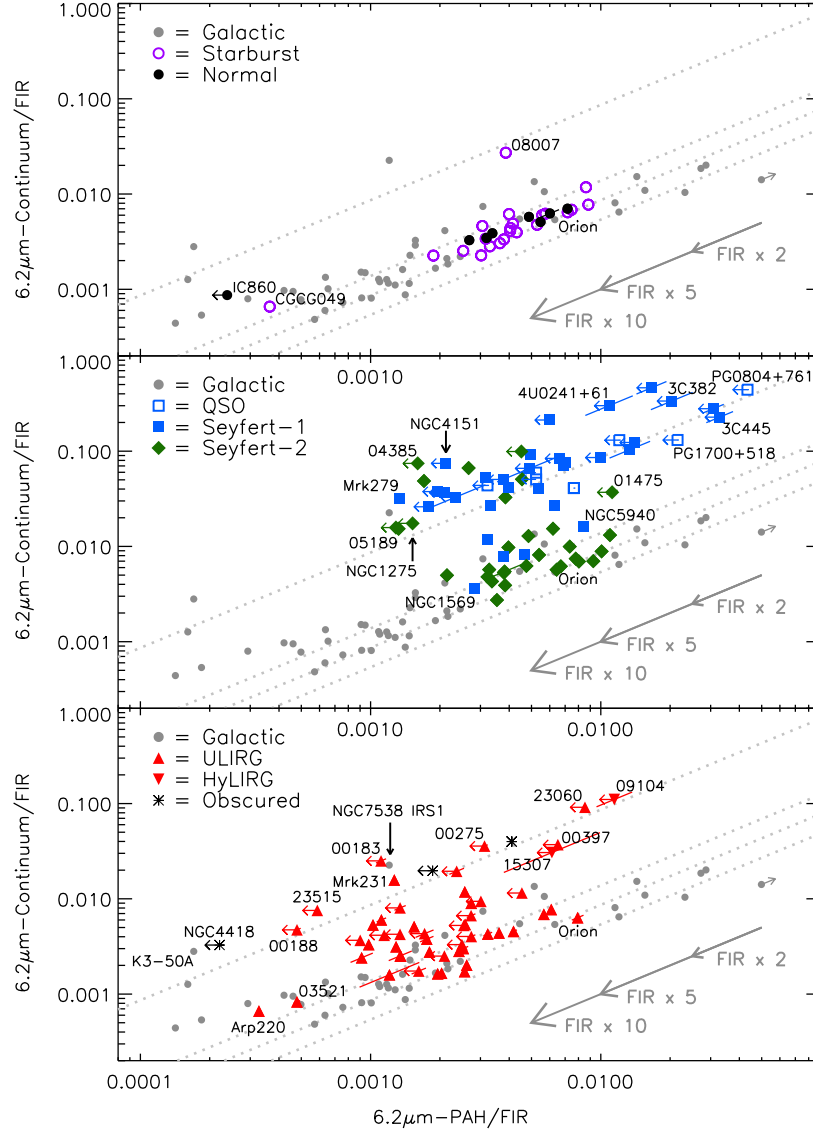 1.000
0.100
0.010
0.001
6.2μm-Continuum/FIR
= Galactic
= Starburst
= Normal
08007
Orion
IC860
CGCG049
FIR x 2
FIR x 5
FIR x 10
0.0010
0.0100
1.000
0.100
0.010
0.001
6.2μm-Continuum/FIR
= Galactic
= QSO
= Seyfert-1
= Seyfert-2
PG0804+761
4U0241+61
3C382
NGC4151
3C445
04385
PG1700+518
01475
Mrk279
NGC5940
05189
NGC1275
Orion
NGC1569
FIR x 2
FIR x 5
FIR x 10
0.0010
0.0100
1.000
0.100
0.010
0.001
6.2μm-Continuum/FIR
= Galactic
= ULIRG
= HyLIRG
= Obscured
09104
23060
NGC7538 IRS1
00275
00397
00183
15307
Mrk231
23515
NGC4418
00188
Orion
K3-50A
03521
Arp220
FIR x 2
FIR x 5
FIR x 10
0.0001
0.0010
0.0100
6.2μm-PAH/FIR